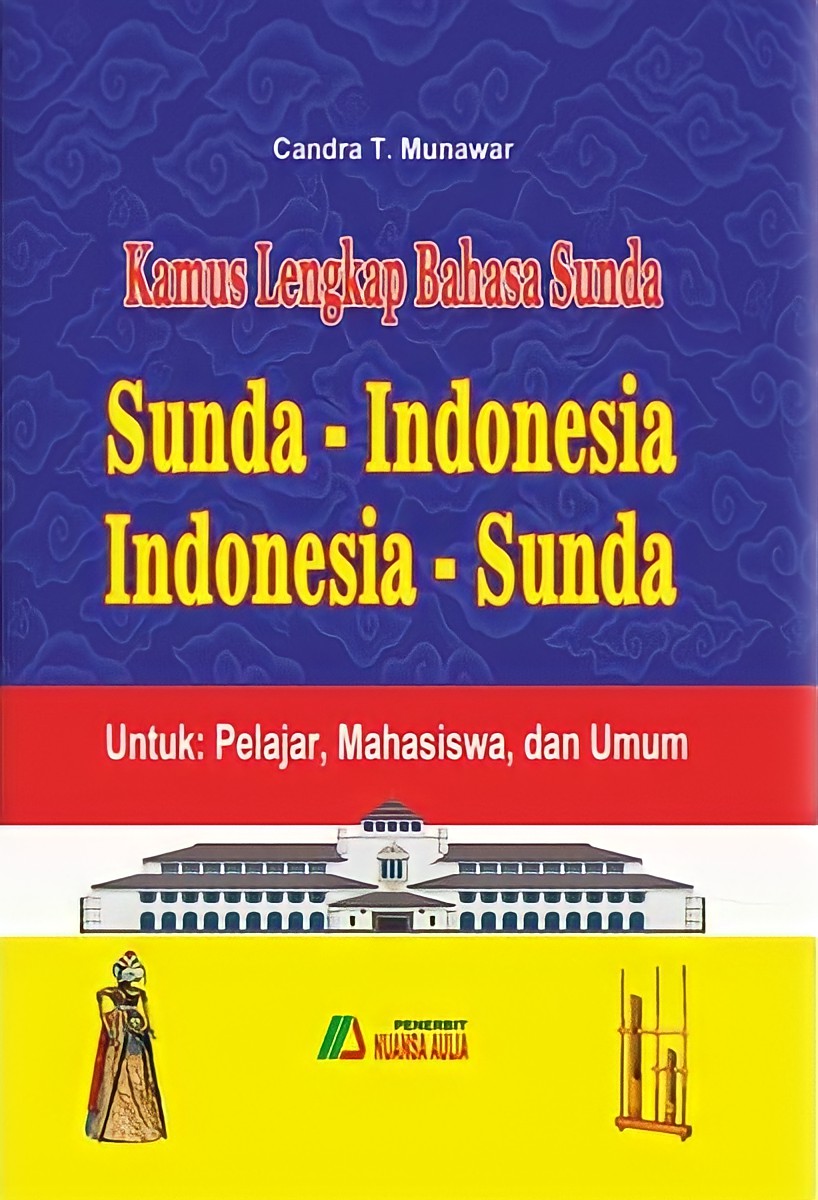 Candra T. Munawar
Kamus Lengkap Bahasa Sunda
Sunda - Indonesia
Indonesia - Sunda
Untuk: Pelajar, Mahasiswa, dan Umum
PENERBIT
NUANSA AULIA